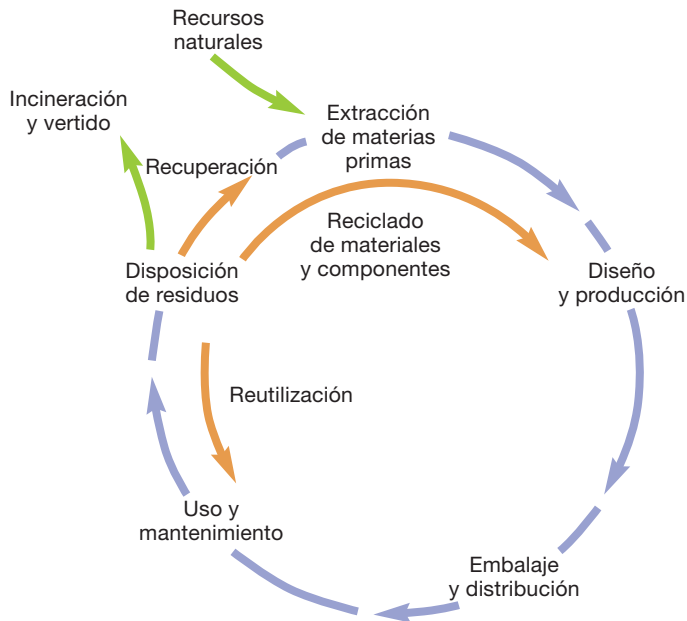 Recursos
naturales
Incineración
y vertido
Extracción
de materias
primas
Recuperación
Reciclado
de materiales
y componentes
Disposición
de residuos
Diseño
y producción
Reutilización
Uso y
mantenimiento
Embalaje
y distribución